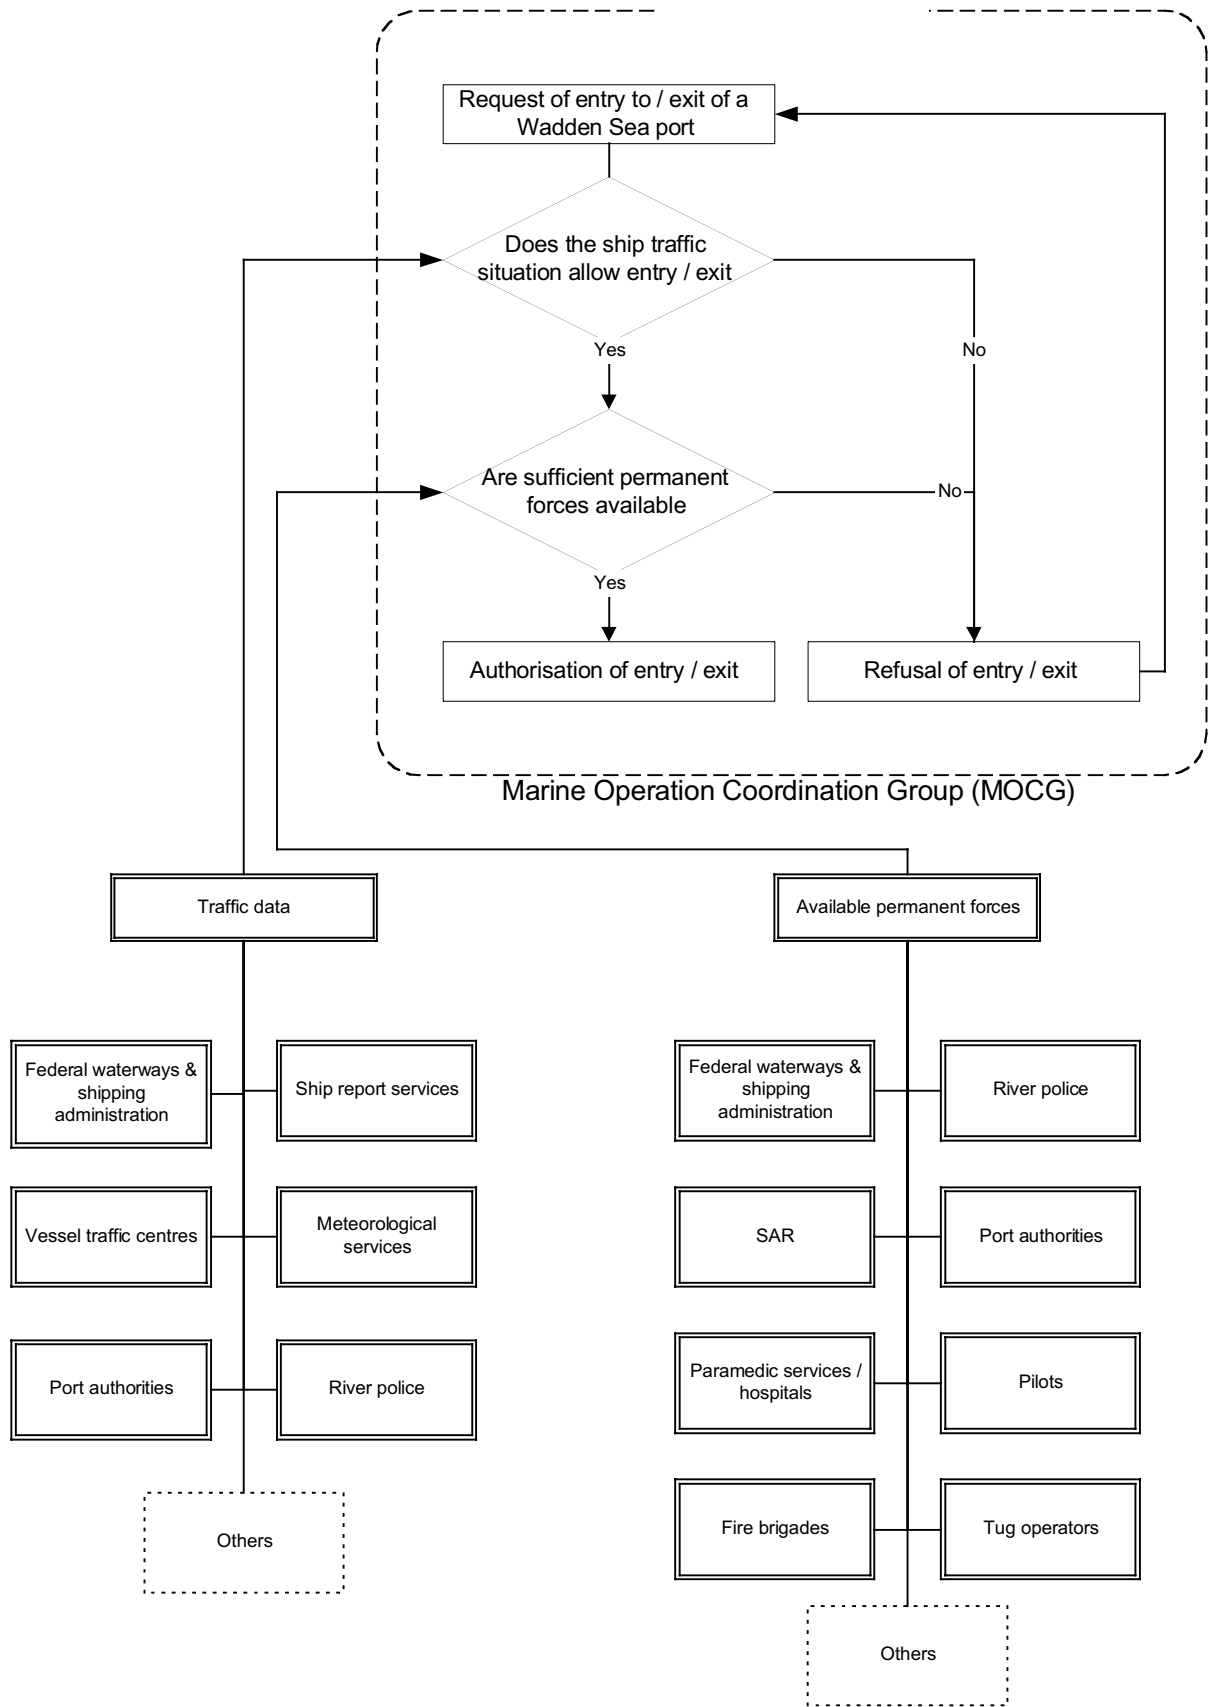 Request of entry to / exit of a
Wadden Sea port
Does the ship traffic
situation allow entry / exit
Yes
No
Are sufficient permanent
forces available
No
Yes
Authorisation of entry / exit
Refusal of entry / exit
Marine Operation Coordination Group (MOCG)
Traffic data
Available permanent forces
Federal waterways &
shipping
administration
Ship report services
Vessel traffic centres
Meteorological
services
Port authorities
River police
Others
Federal waterways &
shipping
administration
River police
SAR
Port authorities
Paramedic services /
hospitals
Pilots
Fire brigades
Tug operators
Others